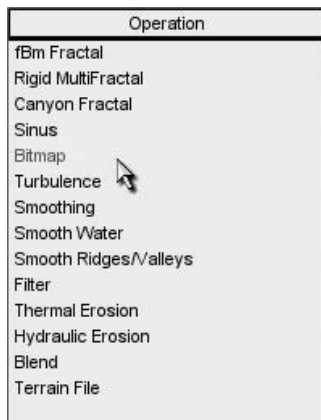 Operation
fBm Fractal
Rigid MultiFractal
Canyon Fractal
Sinus
Bitmap
Turbulence
Smoothing
Smooth Water
Smooth Ridges/Valleys
Filter
Thermal Erosion
Hydraulic Erosion
Blend
Terrain File